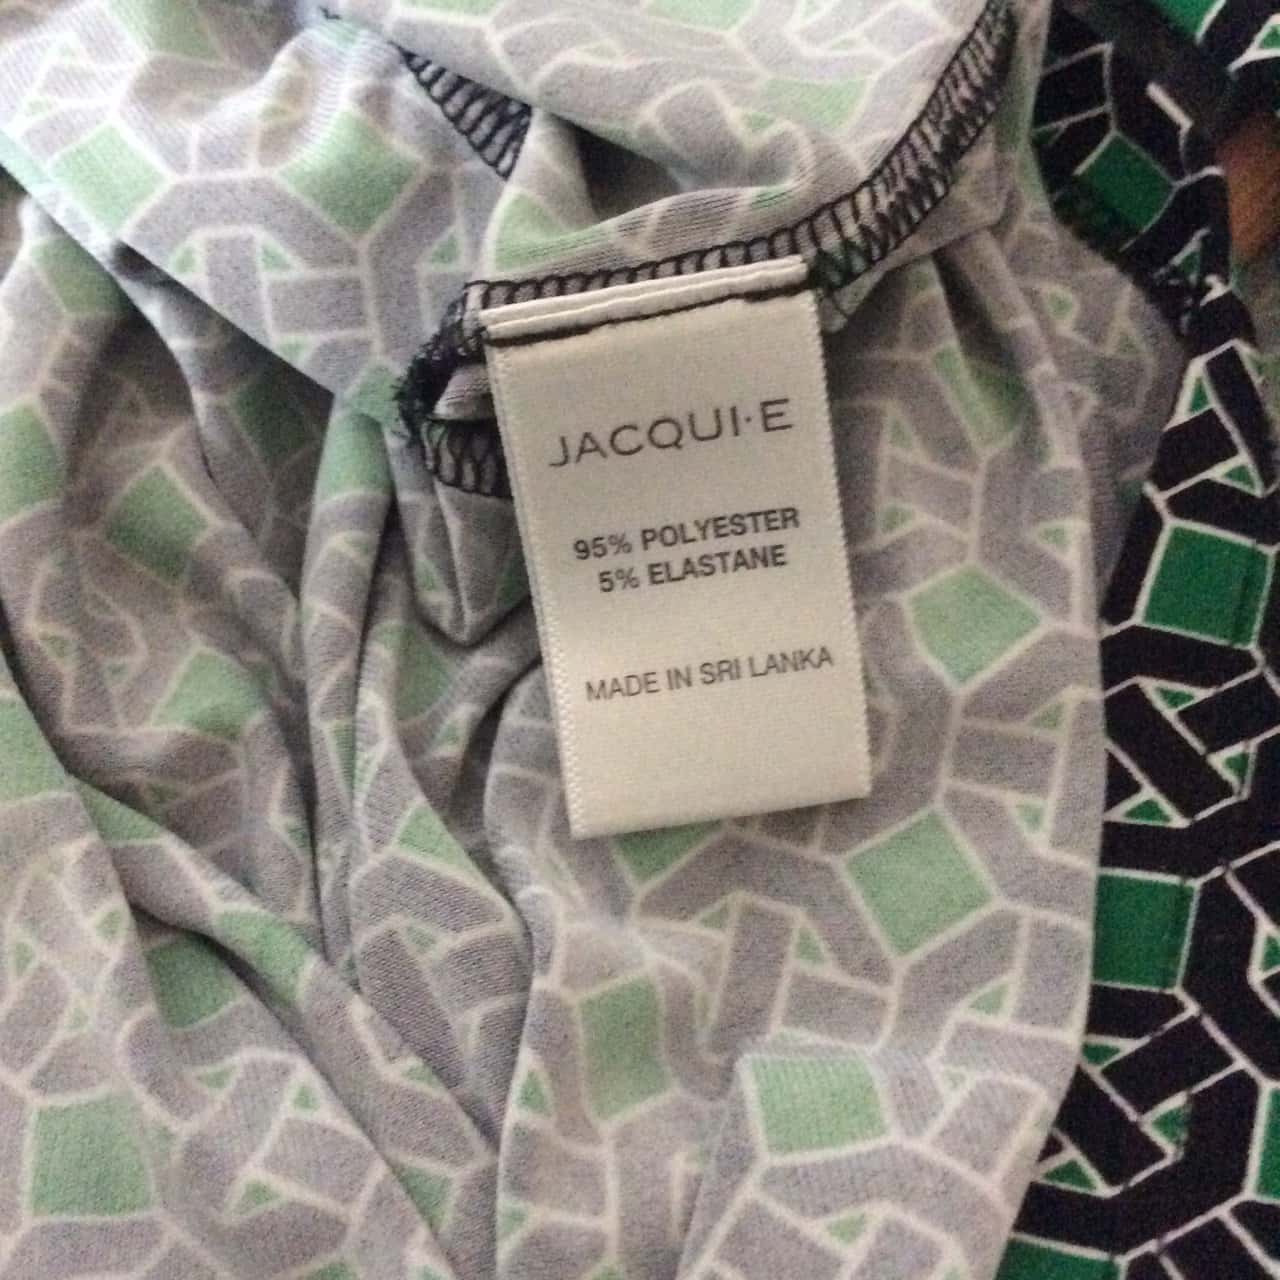 JACQUI·E
95% POLYESTER
5% ELASTANE
MADE IN SRI LANKA